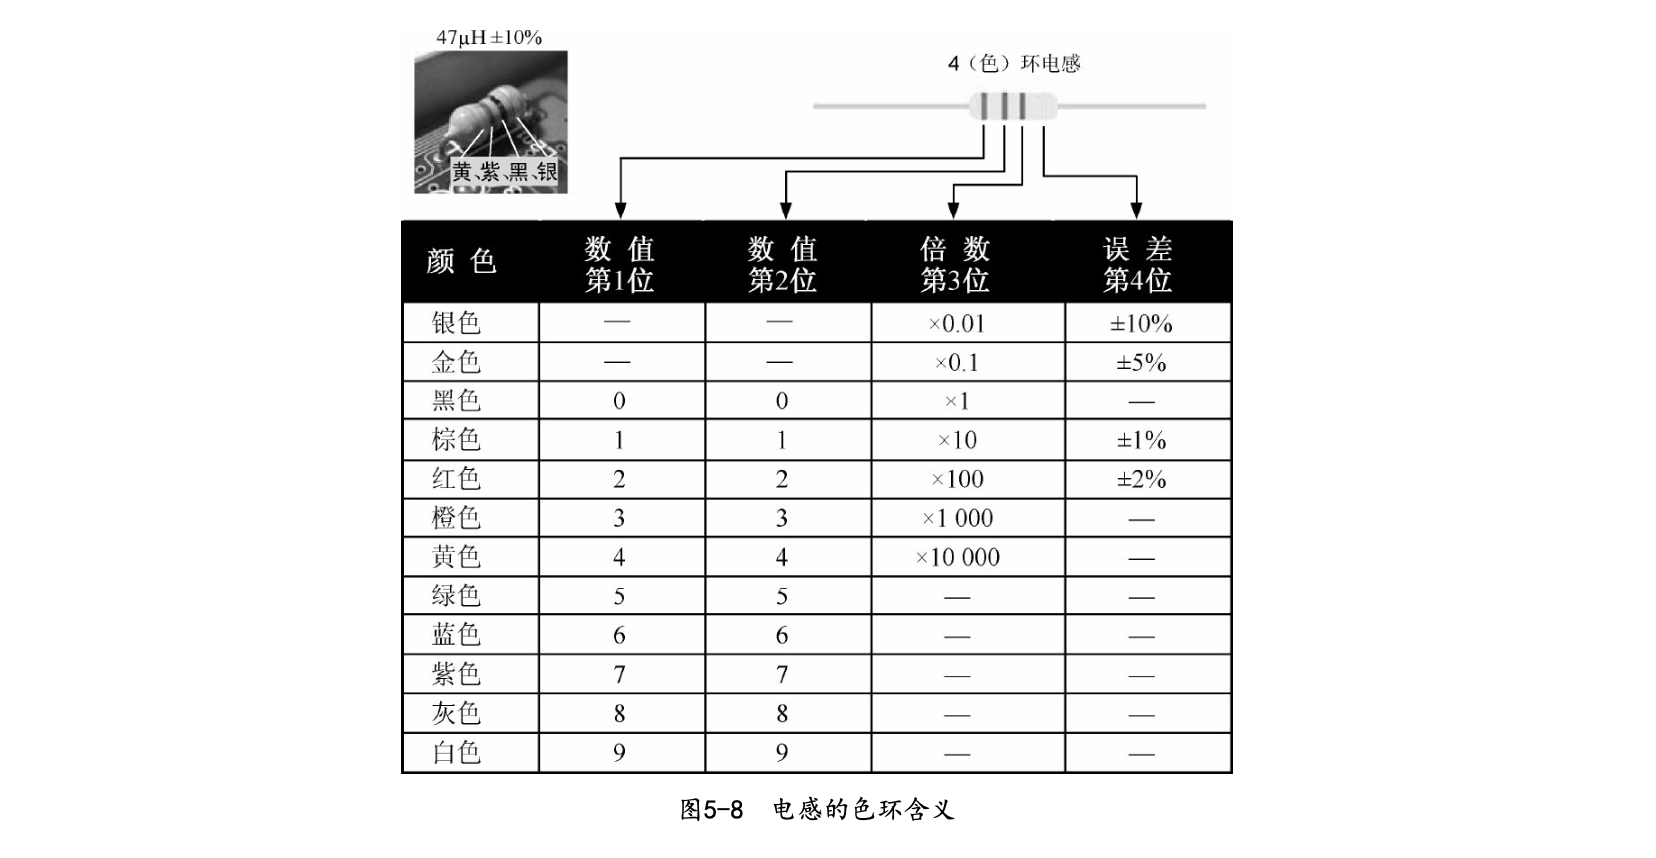 47μH ±10%
黄、紫、黑、银
4（色）环电感
颜 色 数 值 第1位 数 值 第2位 倍 数 第3位 误 差 第4位
银色 — — ×0.01 ±10%
金色 — — ×0.1 ±5%
黑色 0 0 ×1 —
棕色 1 1 ×10 ±1%
红色 2 2 ×100 ±2%
橙色 3 3 ×1 000 —
黄色 4 4 ×10 000 —
绿色 5 5 — —
蓝色 6 6 — —
紫色 7 7 — —
灰色 8 8 — —
白色 9 9 — —
图5-8 电感的色环含义